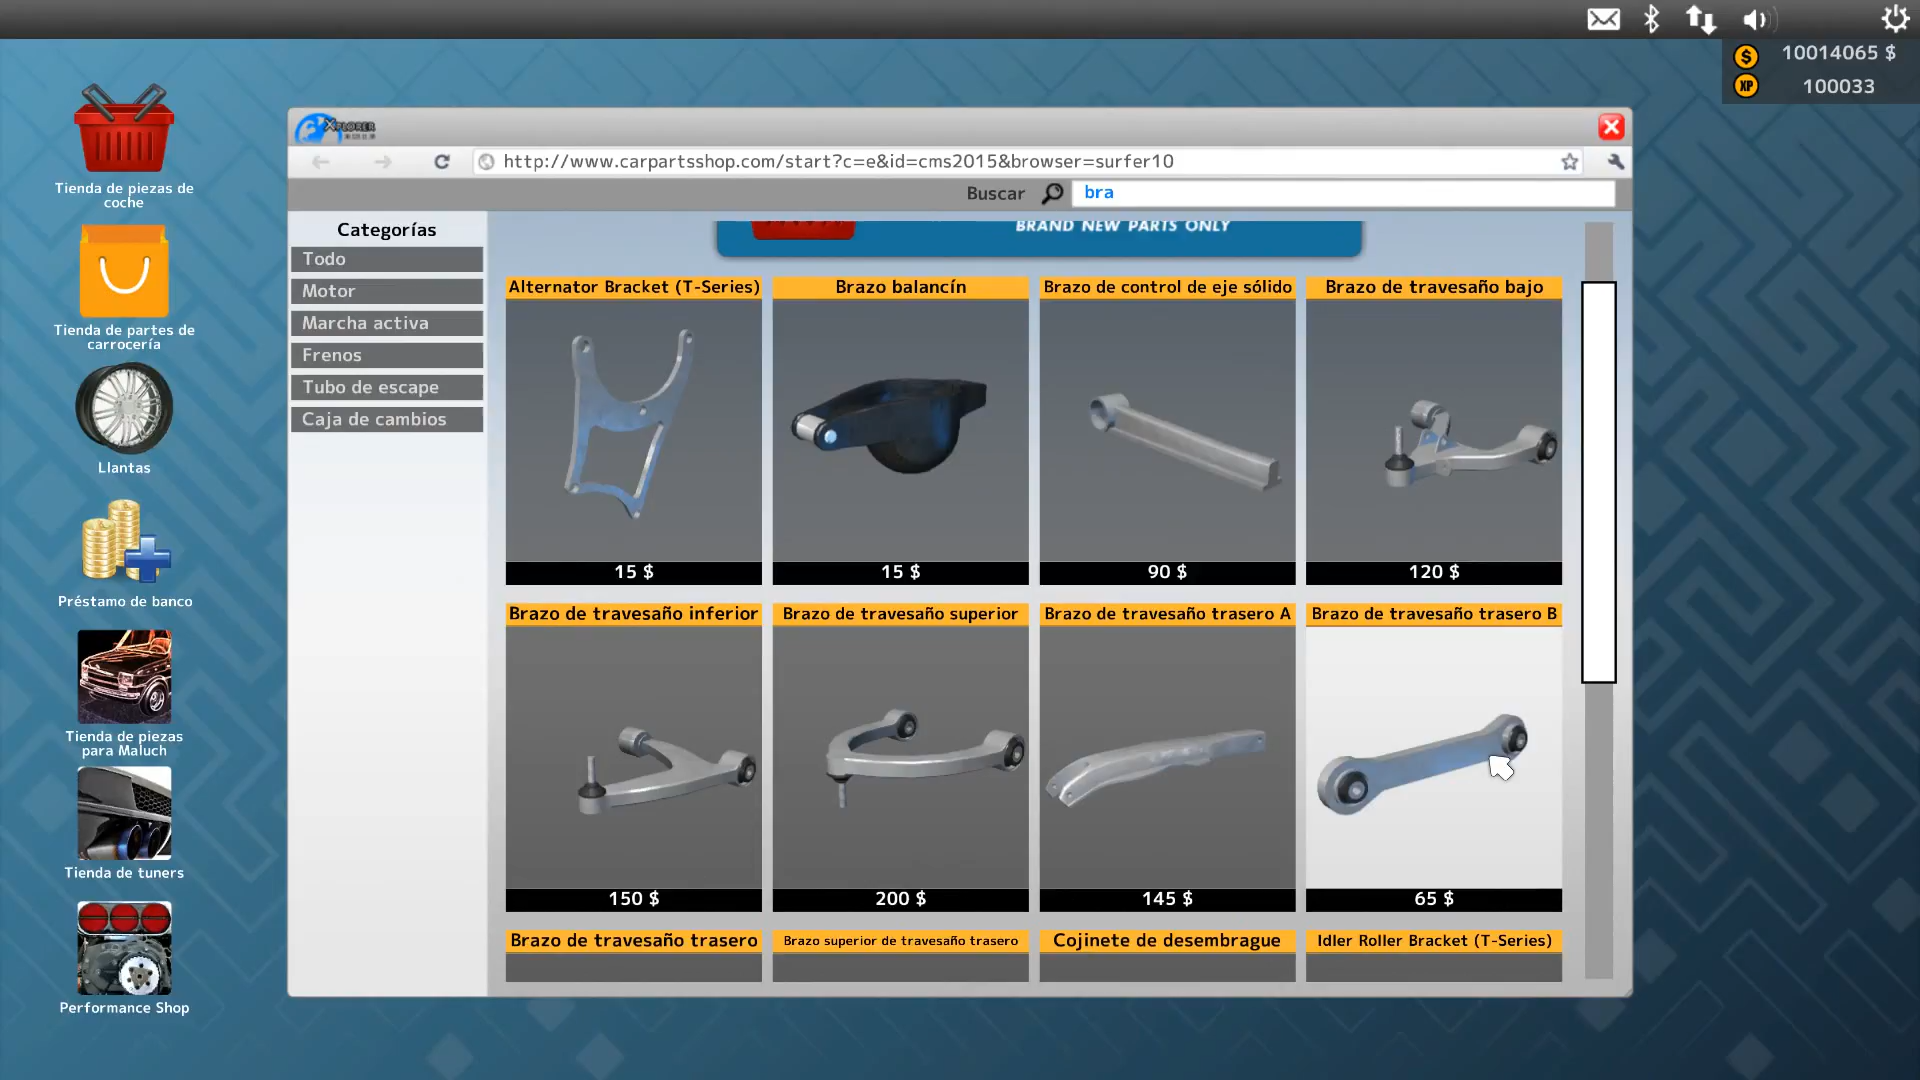 10014065 $
XP
100033
XPLORER
http://www.carpartsshop.com/start?c=e&id=cms2015&browser=surfer10
Buscar
bra
Tienda de piezas de
coche
Tienda de partes de
carrocería
Llantas
Préstamo de banco
Tienda de piezas
para Maluch
Tienda de tuners
Performance Shop
Categorías
Todo
Motor
Marcha activa
Frenos
Tubo de escape
Caja de cambios
BRAND NEW PARTS ONLY
Alternator Bracket (T-Series)
Brazo balancín
Brazo de control de eje sólido
Brazo de travesaño bajo
15 $
15 $
90 $
120 $
Brazo de travesaño inferior
Brazo de travesaño superior
Brazo de travesaño trasero A
Brazo de travesaño trasero B
150 $
200 $
145 $
65 $
Brazo de travesaño trasero
Brazo superior de travesaño trasero
Cojinete de desembrague
Idler Roller Bracket (T-Series)